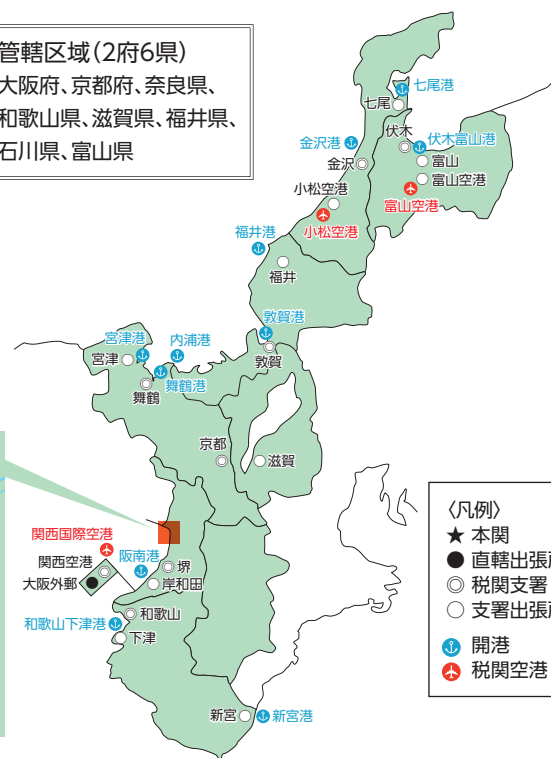 管轄区域(2府6県)
大阪府、京都府、奈良県、
和歌山県、滋賀県、福井県、
石川県、富山県
七尾港
七尾
金沢港
金沢
伏木
伏木富山港
富山
富山空港
富山空港
小松空港
小松空港
福井港
福井
敦賀港
敦賀
宮津港
内浦港
宮津
舞鶴港
舞鶴
京都
滋賀
関西国際空港
関西空港
大阪外郵
阪南港
堺
岸和田
和歌山
和歌山下津港
下津
新宮
新宮港
〈凡例〉
★ 本関
● 直轄出張所
◎ 税関支署
○ 支署出張所
開港
税関空港